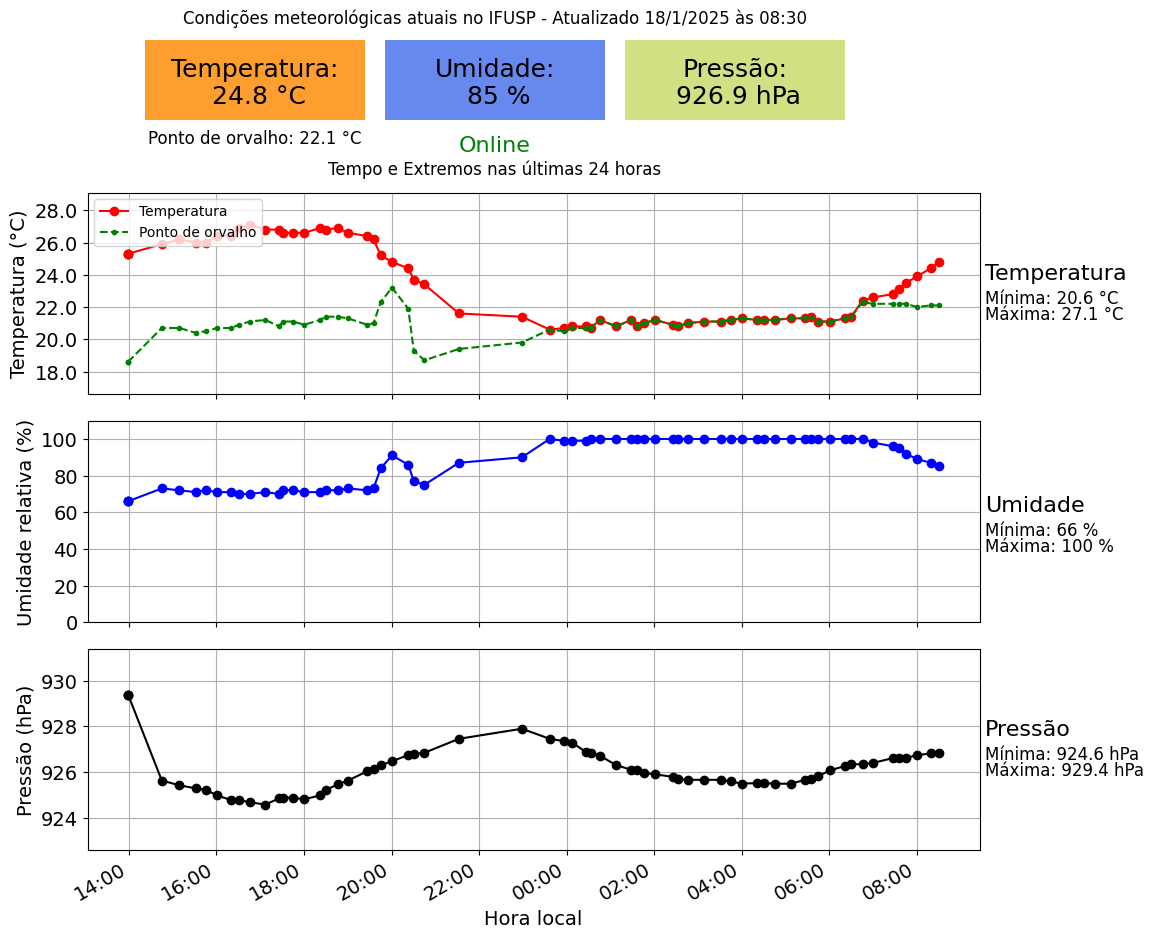 Condições meteorológicas atuais no IFUSP - Atualizado 18/1/2025 às 08:30
Temperatura:
24.8 °C
Umidade:
85 %
Pressão:
926.9 hPa
Ponto de orvalho: 22.1 °C
Online
Tempo e Extremos nas últimas 24 horas
Temperatura (°C)
28.0
26.0
24.0
22.0
20.0
18.0
Temperatura
Ponto de orvalho
Temperatura
Mínima: 20.6 °C
Máxima: 27.1 °C
Umidade relativa (%)
100
80
60
40
20
0
Umidade
Mínima: 66 %
Máxima: 100 %
Pressão (hPa)
930
928
926
924
Pressão
Mínima: 924.6 hPa
Máxima: 929.4 hPa
14:00
16:00
18:00
20:00
22:00
00:00
02:00
04:00
06:00
08:00
Hora local